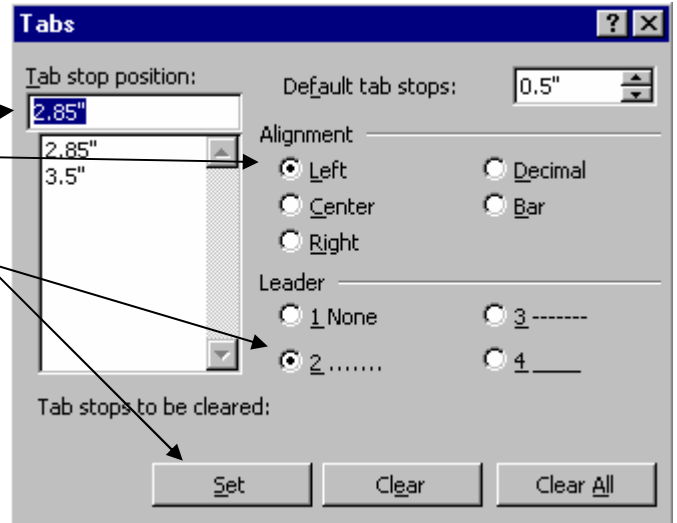 Tabs
Tab stop position:
Default tab stops:
0.5"
2.85"
2.85"
3.5"
Alignment
Left
Decimal
Center
Bar
Right
Leader
1 None
3 -------
2 .......
4 ____
Tab stops to be cleared:
Set
Clear
Clear All